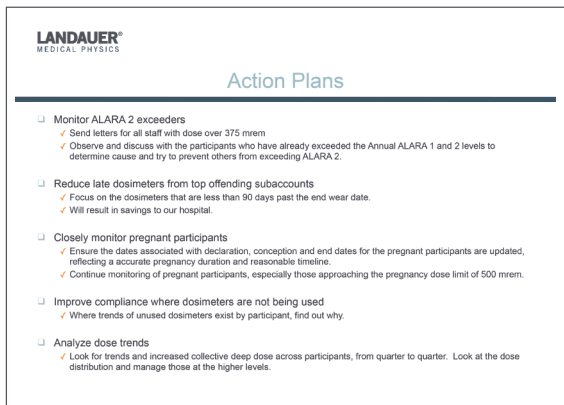 LANDAUER®
MEDICAL PHYSICS
Action Plans
Monitor ALARA 2 exceeders
✓ Send letters for all staff with dose over 375 mrem
✓ Observe and discuss with the participants who have already exceeded the Annual ALARA 1 and 2 levels to
determine cause and try to prevent others from exceeding ALARA 2.
Reduce late dosimeters from top offending subaccounts
✓ Focus on the dosimeters that are less than 90 days past the end wear date.
✓ Will result in savings to our hospital.
Closely monitor pregnant participants
✓ Ensure the dates associated with declaration, conception and end dates for the pregnant participants are updated,
reflecting a accurate pregnancy duration and reasonable timeline.
✓ Continue monitoring of pregnant participants, especially those approaching the pregnancy dose limit of 500 mrem.
Improve compliance where dosimeters are not being used
✓ Where trends of unused dosimeters exist by participant, find out why.
Analyze dose trends
✓ Look for trends and increased collective deep dose across participants, from quarter to quarter. Look at the dose
distribution and manage those at the higher levels.